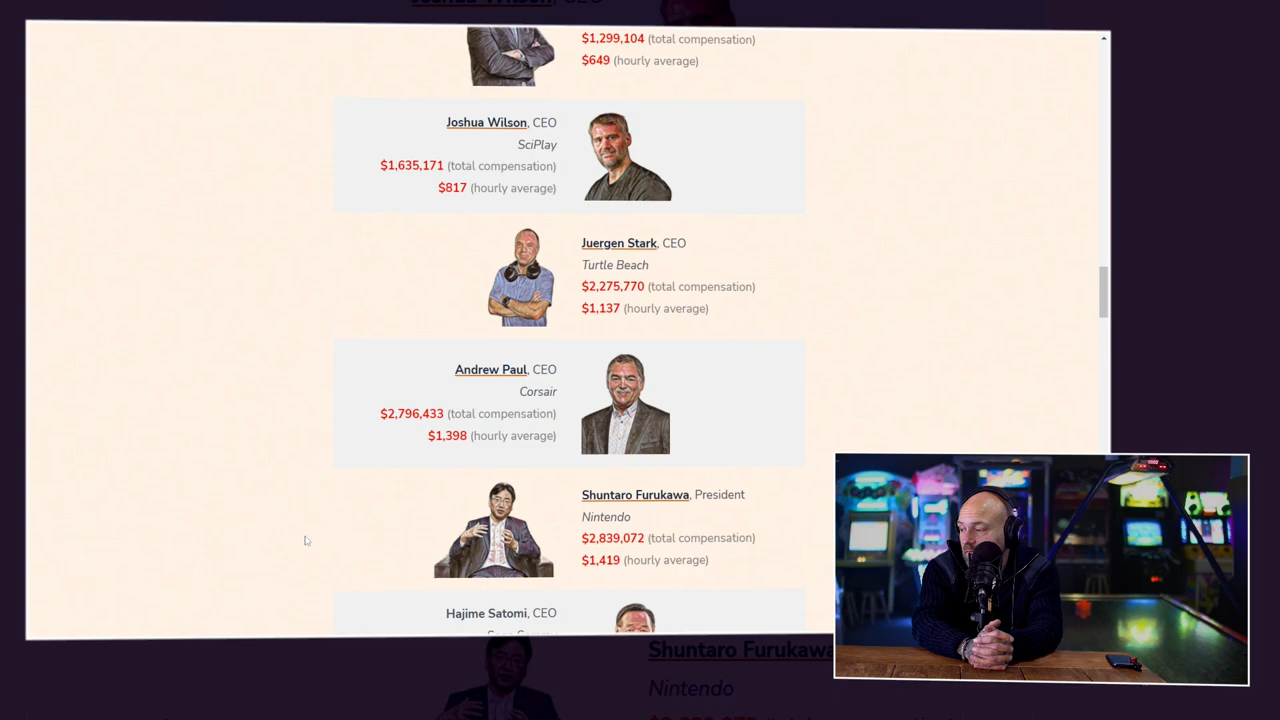 $1,299,104 (total compensation)
$649 (hourly average)
Joshua Wilson, CEO
SciPlay
$1,635,171 (total compensation)
$817 (hourly average)
Juergen Stark, CEO
Turtle Beach
$2,275,770 (total compensation)
$1,137 (hourly average)
Andrew Paul, CEO
Corsair
$2,796,433 (total compensation)
$1,398 (hourly average)
Shuntaro Furukawa, President
Nintendo
$2,839,072 (total compensation)
$1,419 (hourly average)
Hajime Satomi, CEO
Shuntaro Furukawa
Nintendo